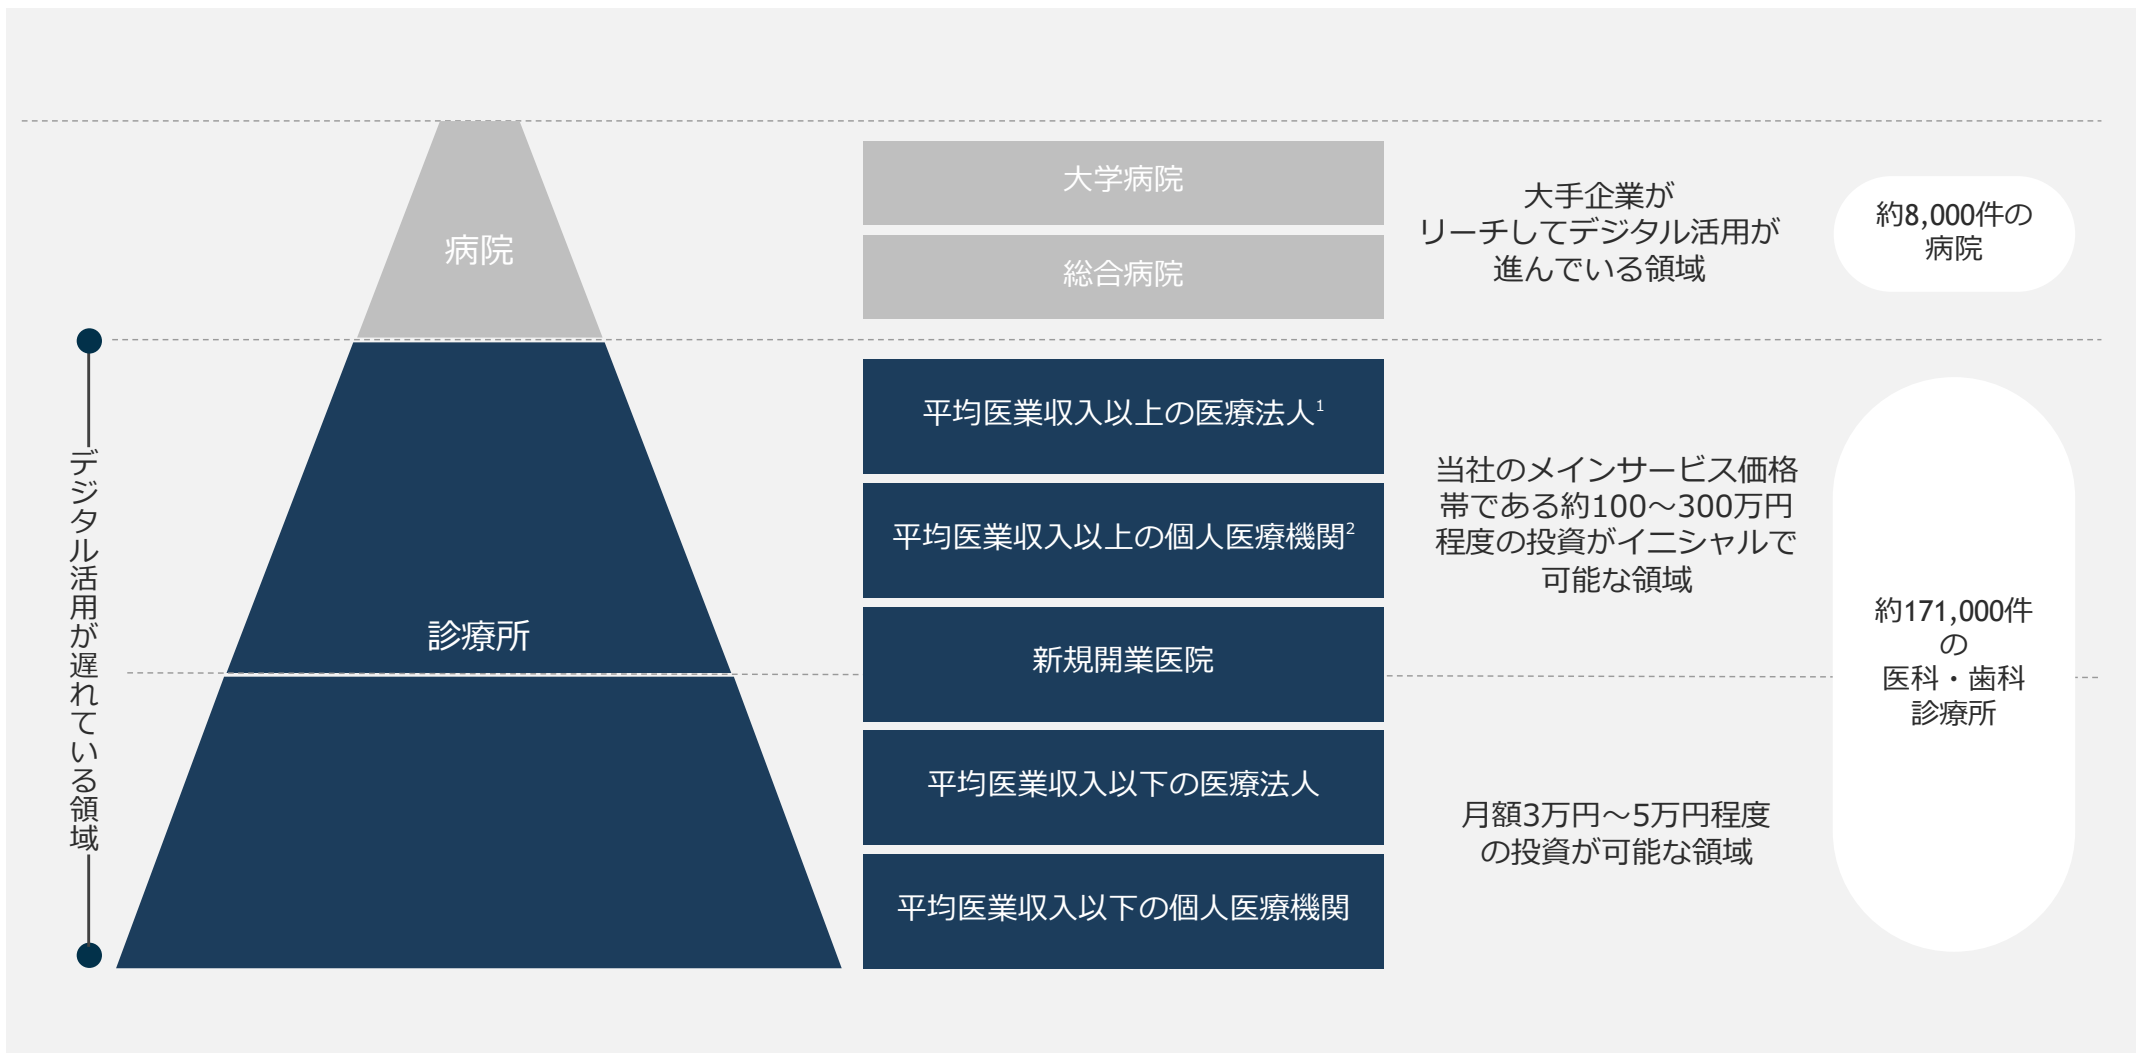 病院
大学病院
総合病院
大手企業が
リーチしてデジタル活用が
進んでいる領域
約8,000件の
病院
デジタル活用が遅れている領域
診療所
平均医業収入以上の医療法人1
平均医業収入以上の個人医療機関2
新規開業医院
平均医業収入以下の医療法人
平均医業収入以下の個人医療機関
当社のメインサービス価格
帯である約100～300万円
程度の投資がイニシャルで
可能な領域
月額3万円～5万円程度
の投資が可能な領域
約171,000件
の
医科・歯科
診療所